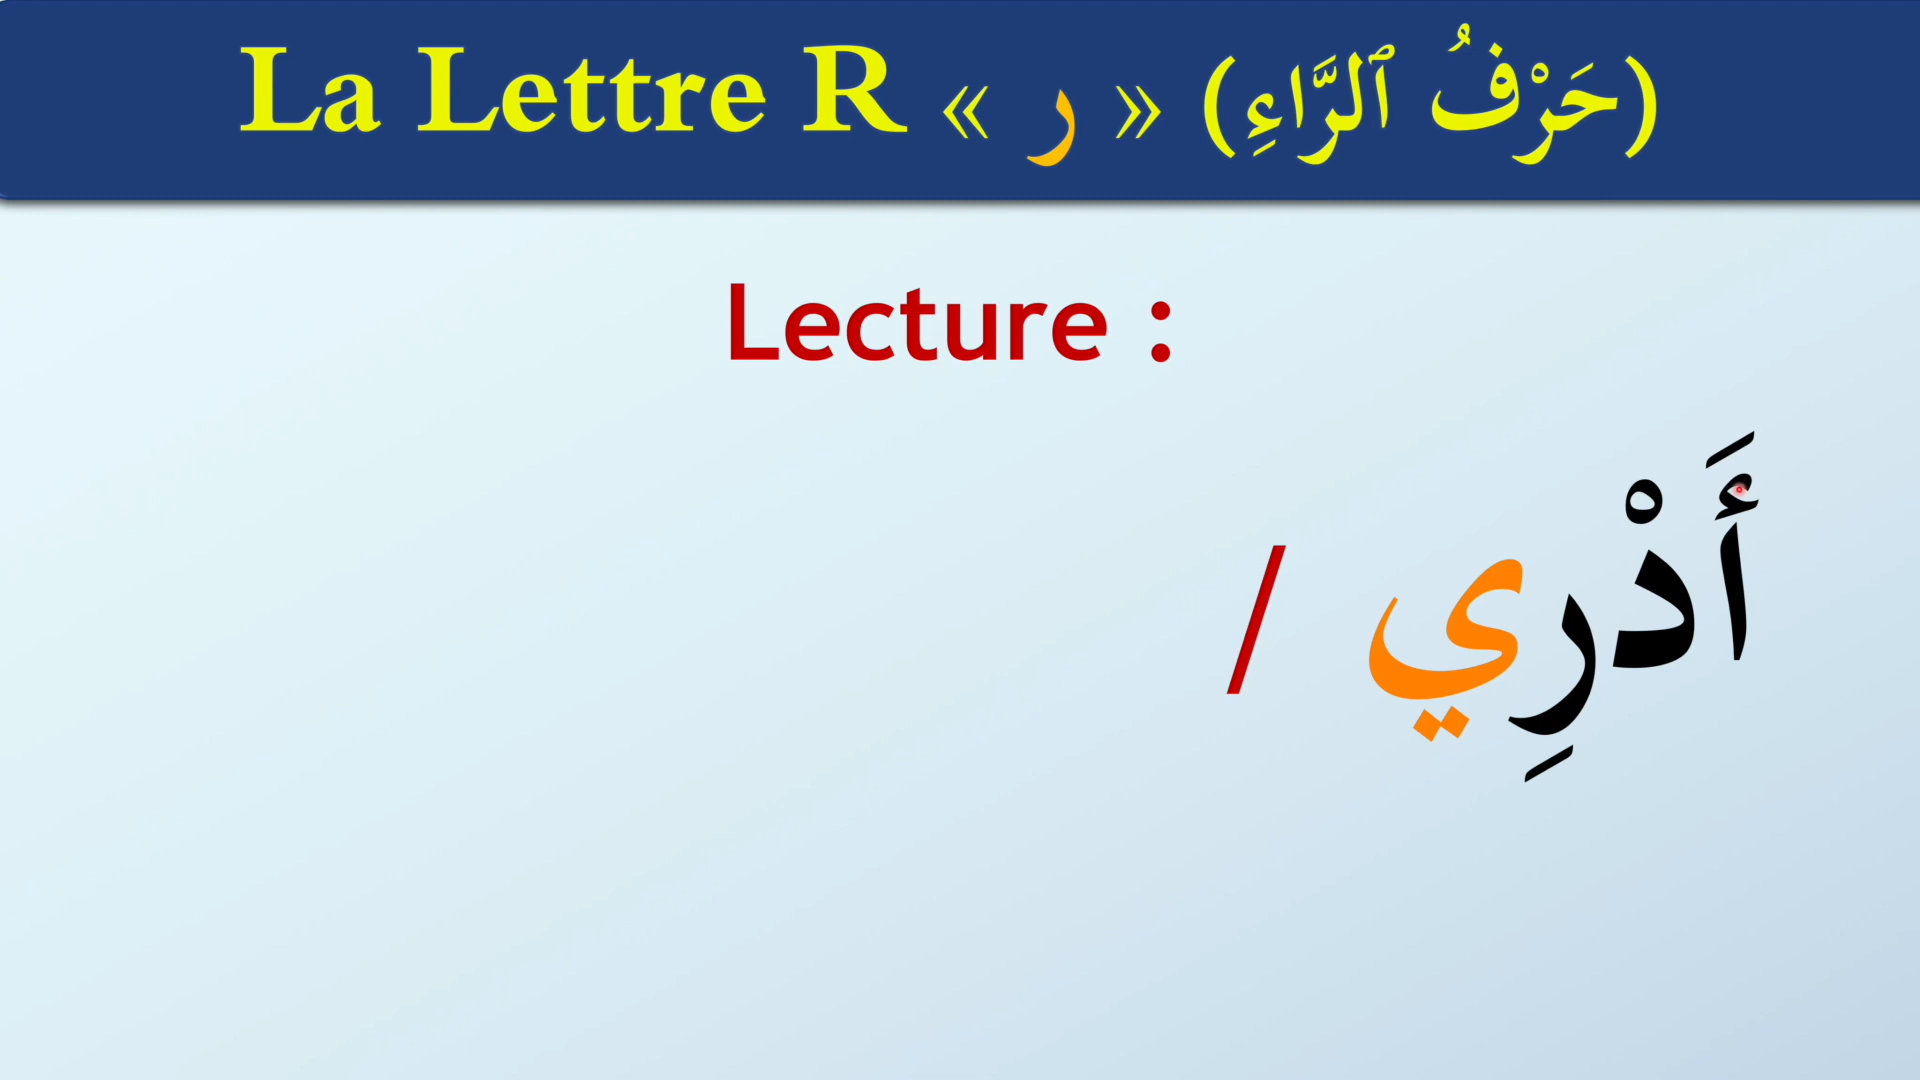 La Lettre R « ر » (حَرْفُ ٱلرَّاءِ)
Lecture :
أَدْرِي /